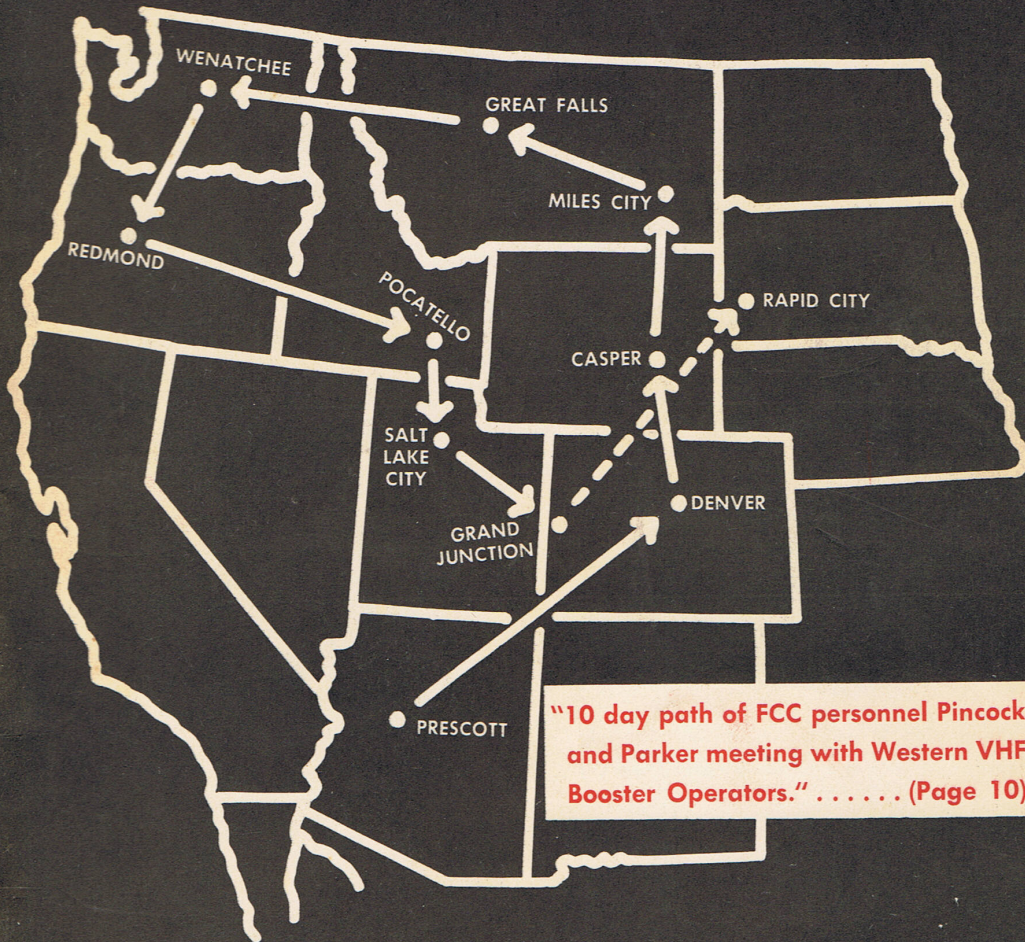 WENATCHEE
GREAT FALLS
MILES CITY
REDMOND
POCATELLO
RAPID CITY
CASPER
SALT
LAKE
CITY
DENVER
GRAND
JUNCTION
PRESCOTT
"10 day path of FCC personnel Pincock
and Parker meeting with Western VHF
Booster Operators." . . . . . . (Page 10)